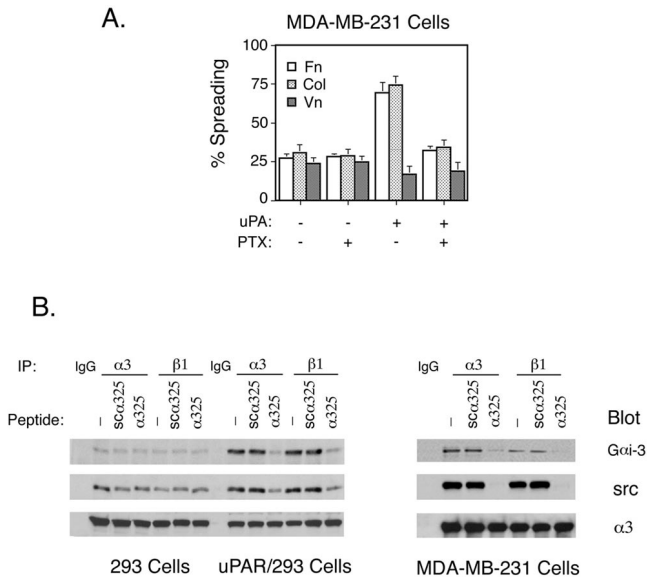 A.
MDA-MB-231 Cells
% Spreading
100
75
50
25
0
Fn
Col
Vn
uPA: - - + +
PTX: - + - +
B.
IP: IgG α3 β1 IgG α3 β1 IgG α3 β1
Peptide: – scα325 α325 – scα325 α325 – scα325 α325 – scα325 α325 – scα325 α325 – scα325 α325
Blot
Gαi-3
src
α3
293 Cells uPAR/293 Cells MDA-MB-231 Cells